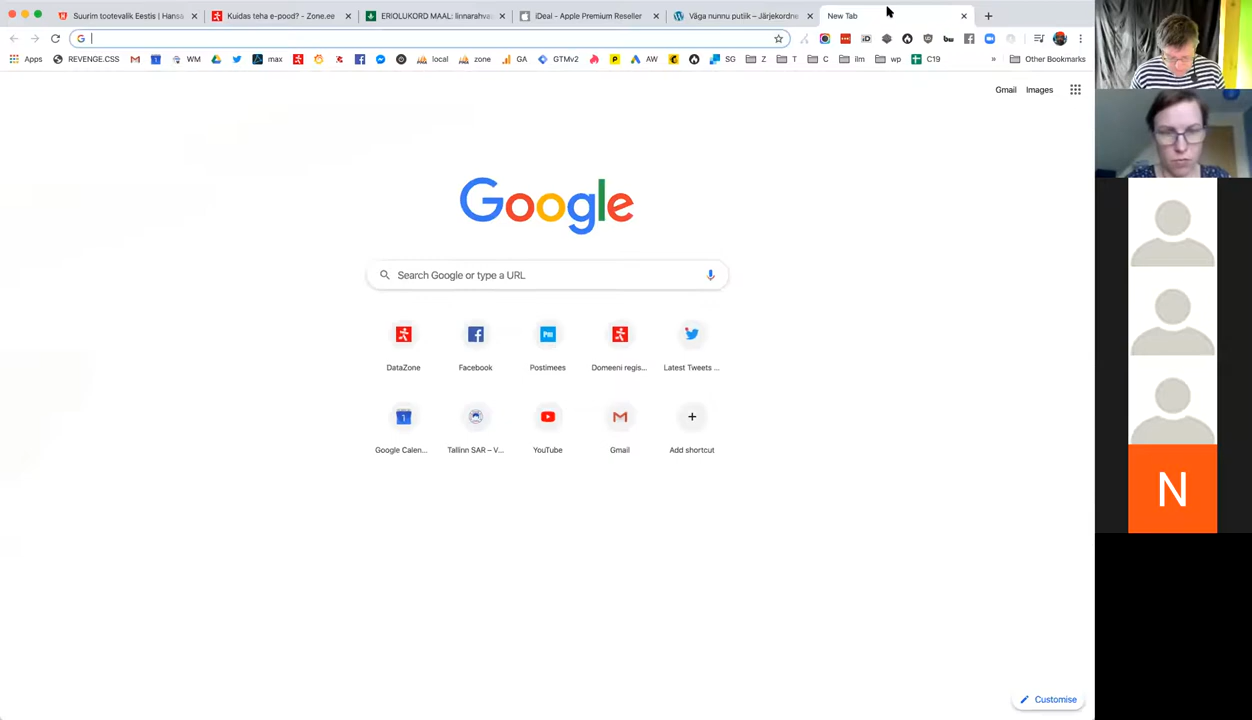 Suurim tootevalik Eestis | Hansa
Kuidas teha e-pood? - Zone.ee
ERIOLUKORD MAAL: linnarahva
iDeal - Apple Premium Reseller
Väga nunnu putiik – Järjekordne
New Tab
Apps
REVENGE.CSS
WM
max
local
zone
GA
GTMv2
AW
SG
Z
T
C
ilm
wp
C19
»
Other Bookmarks
Gmail
Images
Google
Search Google or type a URL
DataZone
Facebook
Postimees
Domeeni regis...
Latest Tweets ...
Google Calen...
Tallinn SAR – V...
YouTube
Gmail
Add shortcut
N
Customise